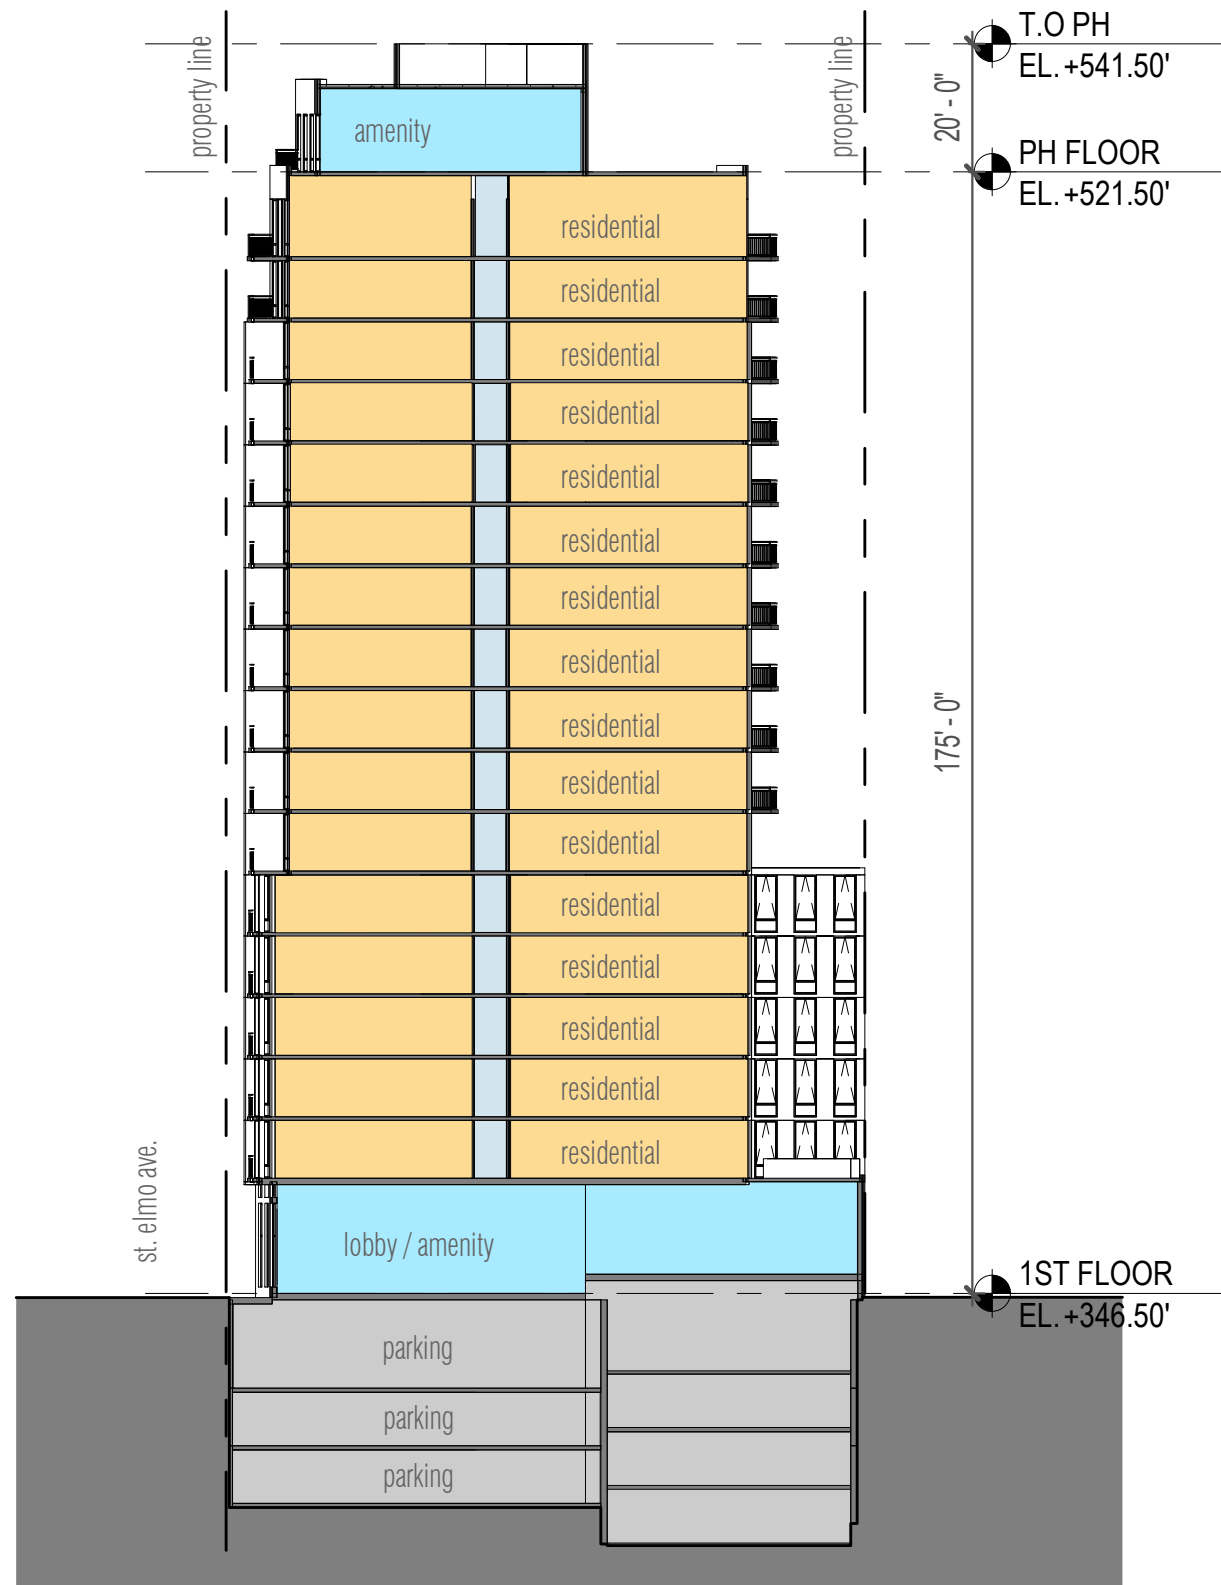 T.O PH
EL. +541.50'
property line
property line
20' - 0"
amenity
PH FLOOR
EL. +521.50'
residential
residential
residential
residential
residential
residential
residential
residential
residential
175' - 0"
residential
residential
residential
residential
residential
residential
residential
st. elmo ave.
lobby / amenity
1ST FLOOR
EL. +346.50'
parking
parking
parking